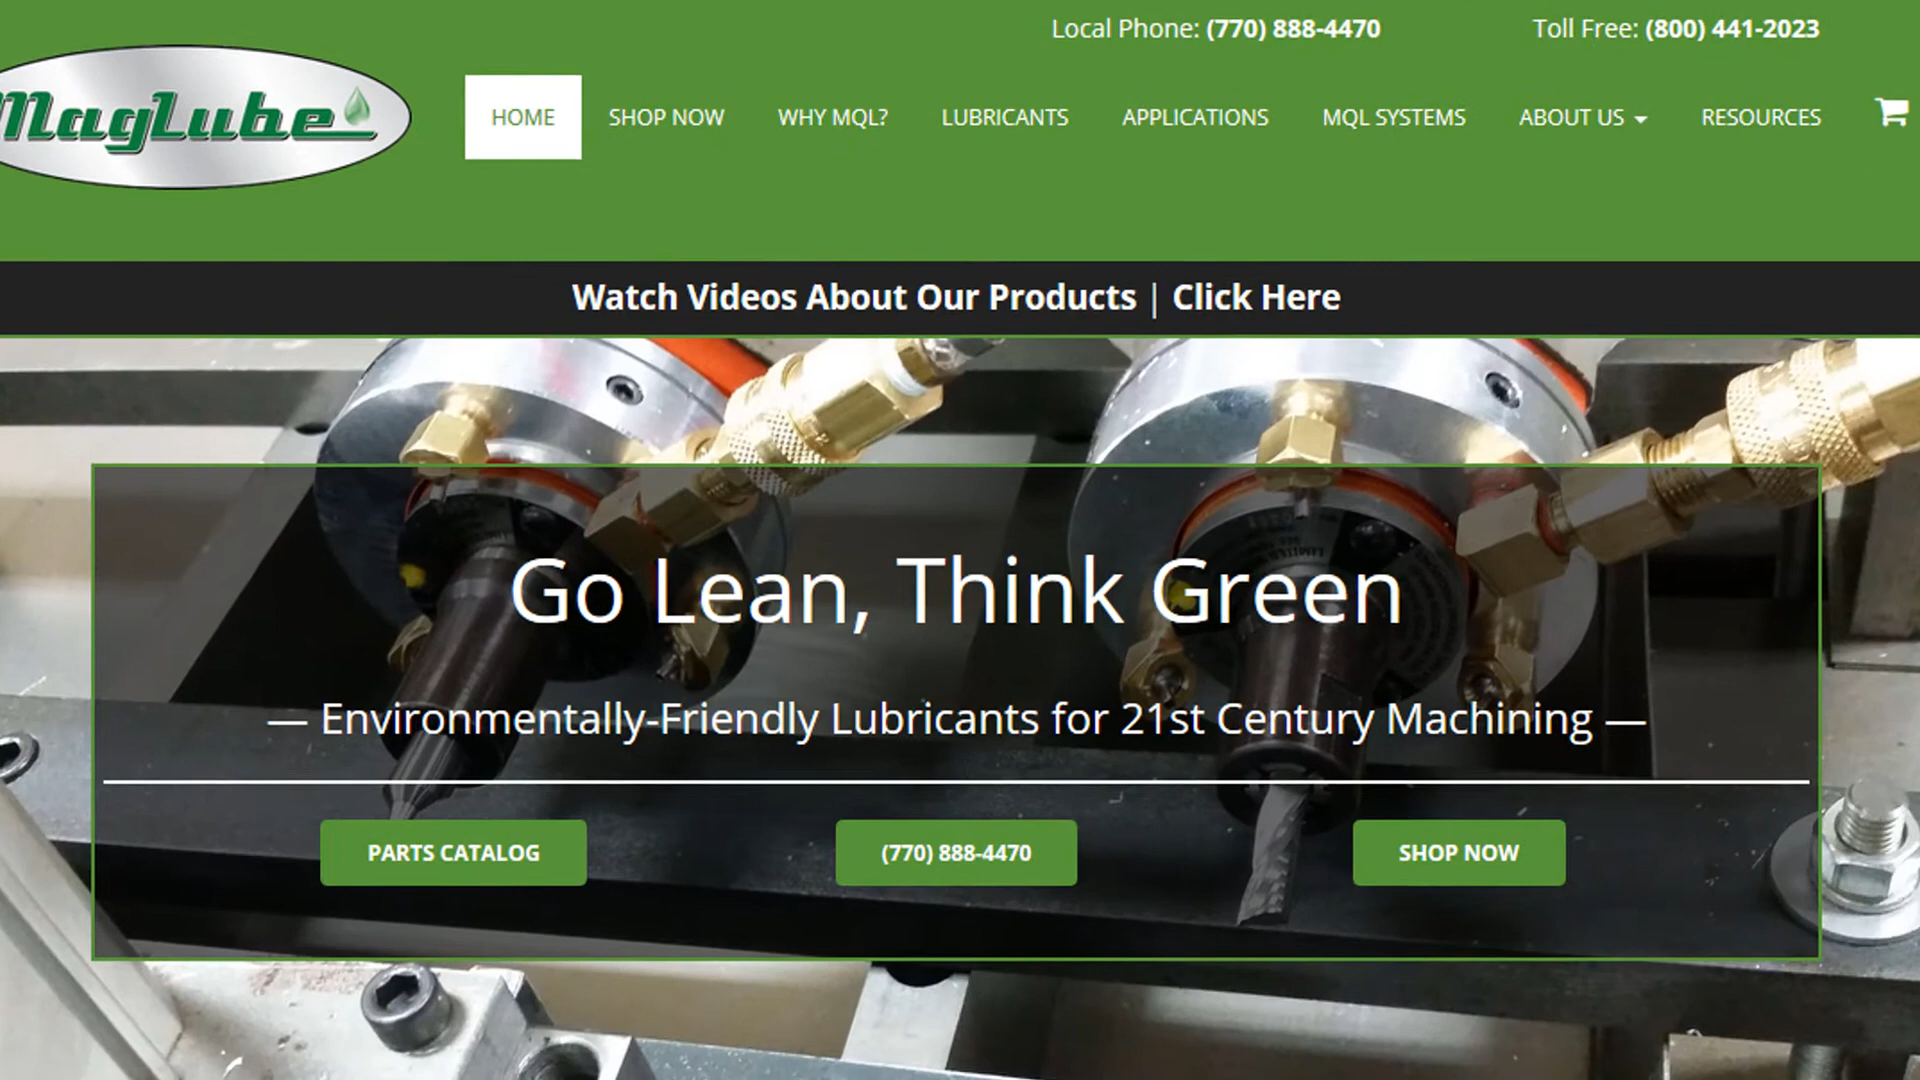 Local Phone: (770) 888-4470 Toll Free: (800) 441-2023
MagLube
HOME SHOP NOW WHY MQL? LUBRICANTS APPLICATIONS MQL SYSTEMS ABOUT US RESOURCES
Watch Videos About Our Products | Click Here
Go Lean, Think Green
— Environmentally-Friendly Lubricants for 21st Century Machining —
PARTS CATALOG (770) 888-4470 SHOP NOW